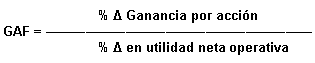 % Δ Ganancia por acción
GAF =
% Δ en utilidad neta operativa